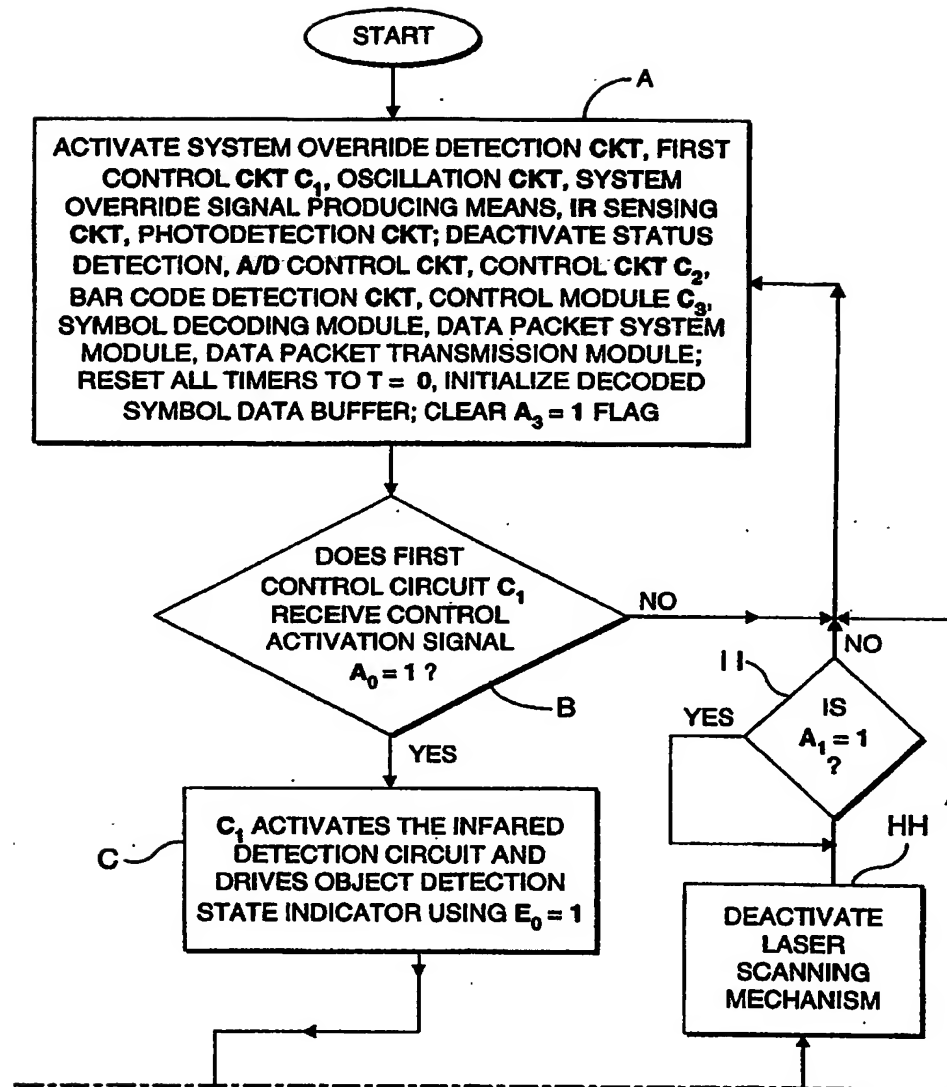 START
A
ACTIVATE SYSTEM OVERRIDE DETECTION CKT, FIRST
CONTROL CKT C₁, OSCILLATION CKT, SYSTEM
OVERRIDE SIGNAL PRODUCING MEANS, IR SENSING
CKT, PHOTODETECTION CKT; DEACTIVATE STATUS
DETECTION, A/D CONTROL CKT, CONTROL CKT C₂,
BAR CODE DETECTION CKT, CONTROL MODULE C₃,
SYMBOL DECODING MODULE, DATA PACKET SYSTEM
MODULE, DATA PACKET TRANSMISSION MODULE;
RESET ALL TIMERS TO T = 0, INITIALIZE DECODED
SYMBOL DATA BUFFER; CLEAR A₃ = 1 FLAG
DOES FIRST
CONTROL CIRCUIT C₁
RECEIVE CONTROL
ACTIVATION SIGNAL
A₀ = 1 ?
B
NO
YES
NO
II
YES
IS
A₁ = 1
?
C
C₁ ACTIVATES THE INFARED
DETECTION CIRCUIT AND
DRIVES OBJECT DETECTION
STATE INDICATOR USING E₀ = 1
HH
DEACTIVATE
LASER
SCANNING
MECHANISM